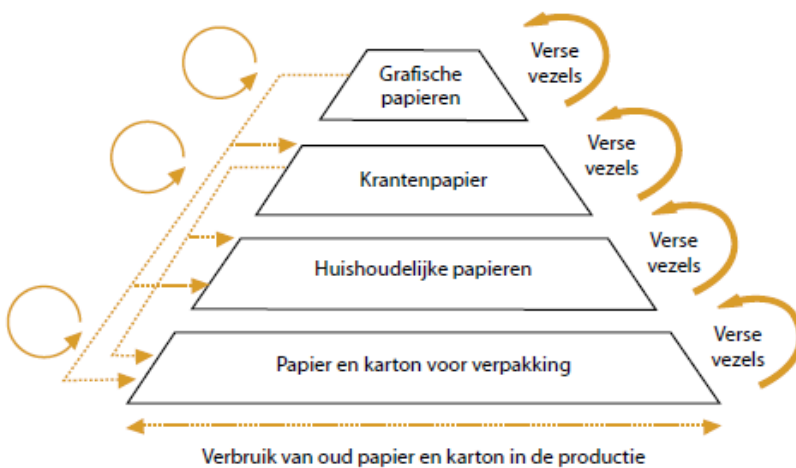 Grafische
papieren
Verse
vezels
Krantenpapier
Verse
vezels
Huishoudelijke papieren
Verse
vezels
Papier en karton voor verpakking
Verse
vezels
Verbruik van oud papier en karton in de productie